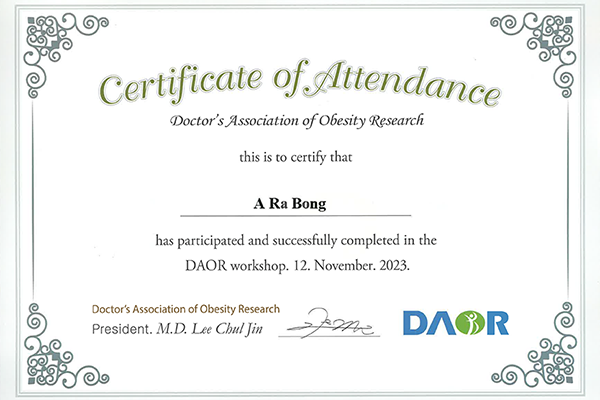 Certificate of Attendance
Doctor's Association of Obesity Research
this is to certify that
A Ra Bong
has participated and successfully completed in the
DAOR workshop. 12. November. 2023.
Doctor's Association of Obesity Research
President. M.D. Lee Chul Jin
DAOR